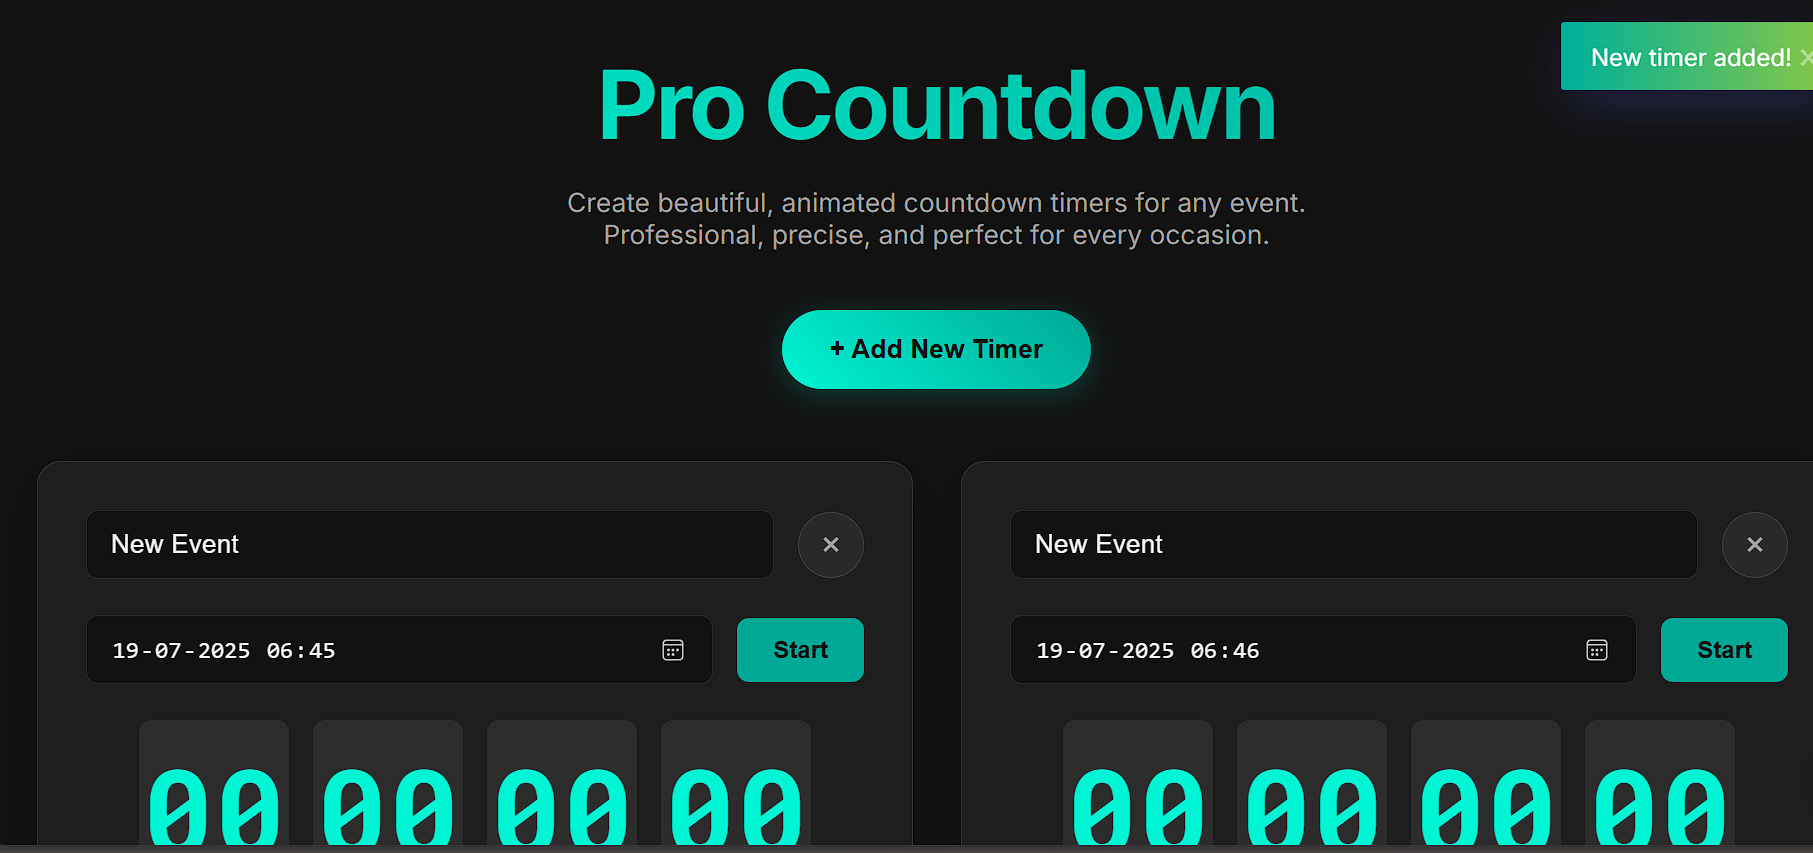 New timer added! ×
Pro Countdown
Create beautiful, animated countdown timers for any event.
Professional, precise, and perfect for every occasion.
+ Add New Timer
New Event ×
19-07-2025 06:45 Start
00 00 00 00
New Event ×
19-07-2025 06:46 Start
00 00 00 00